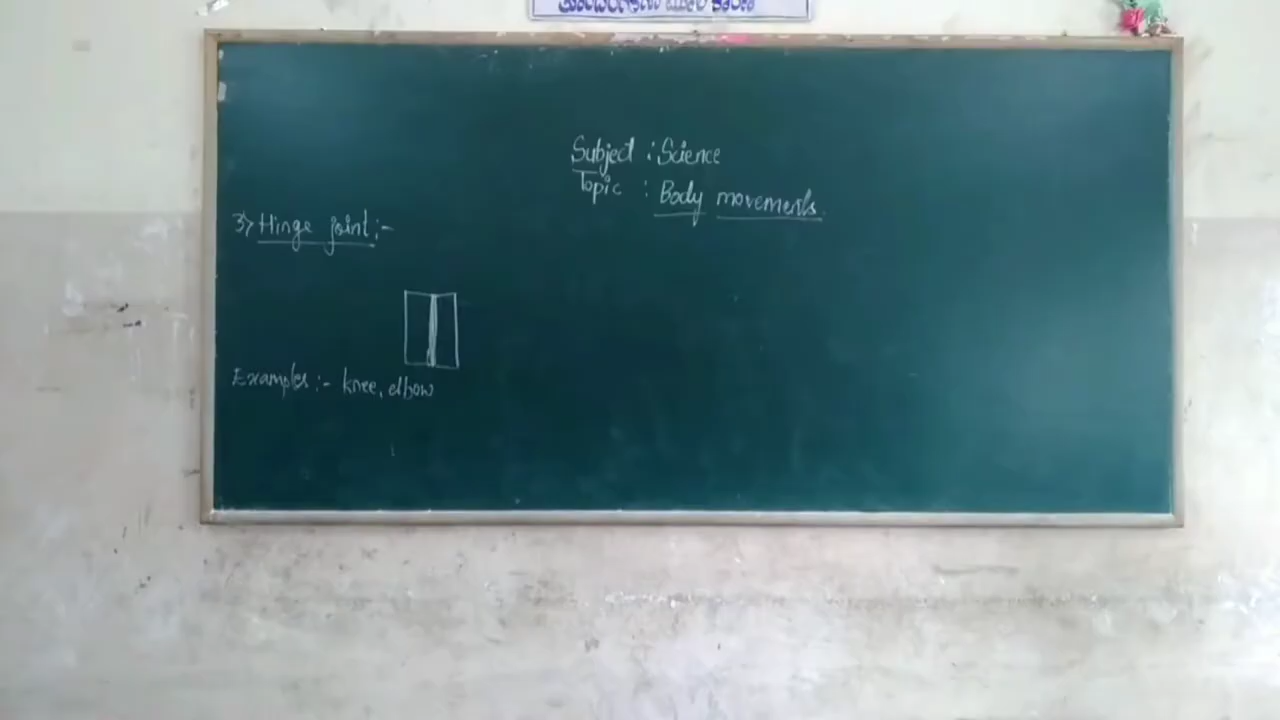 Subject : Science
Topic : Body movements.
3) Hinge joint :-
Examples :- knee, elbow